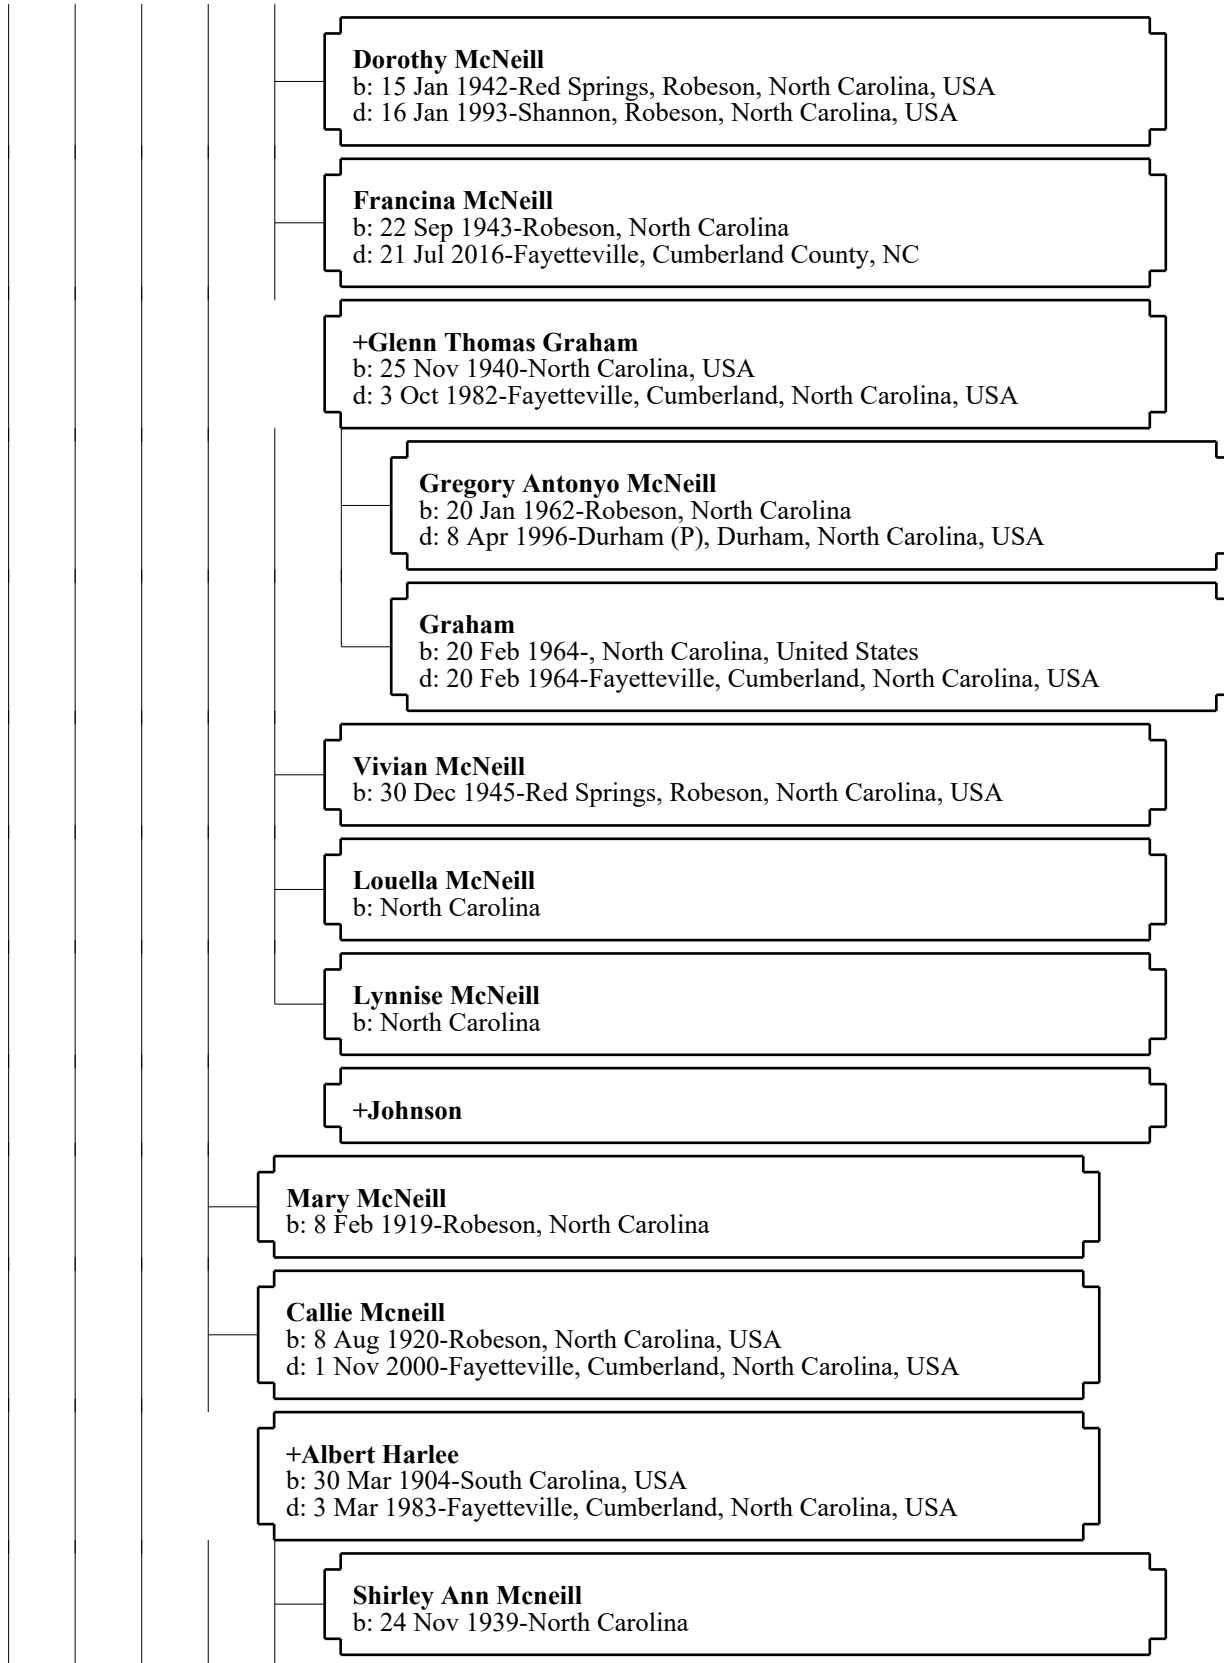 Dorothy McNeill
b: 15 Jan 1942-Red Springs, Robeson, North Carolina, USA
d: 16 Jan 1993-Shannon, Robeson, North Carolina, USA
Francina McNeill
b: 22 Sep 1943-Robeson, North Carolina
d: 21 Jul 2016-Fayetteville, Cumberland County, NC
+Glenn Thomas Graham
b: 25 Nov 1940-North Carolina, USA
d: 3 Oct 1982-Fayetteville, Cumberland, North Carolina, USA
Gregory Antonyo McNeill
b: 20 Jan 1962-Robeson, North Carolina
d: 8 Apr 1996-Durham (P), Durham, North Carolina, USA
Graham
b: 20 Feb 1964-, North Carolina, United States
d: 20 Feb 1964-Fayetteville, Cumberland, North Carolina, USA
Vivian McNeill
b: 30 Dec 1945-Red Springs, Robeson, North Carolina, USA
Louella McNeill
b: North Carolina
Lynnise McNeill
b: North Carolina
+Johnson
Mary McNeill
b: 8 Feb 1919-Robeson, North Carolina
Callie Mcneill
b: 8 Aug 1920-Robeson, North Carolina, USA
d: 1 Nov 2000-Fayetteville, Cumberland, North Carolina, USA
+Albert Harlee
b: 30 Mar 1904-South Carolina, USA
d: 3 Mar 1983-Fayetteville, Cumberland, North Carolina, USA
Shirley Ann Mcneill
b: 24 Nov 1939-North Carolina